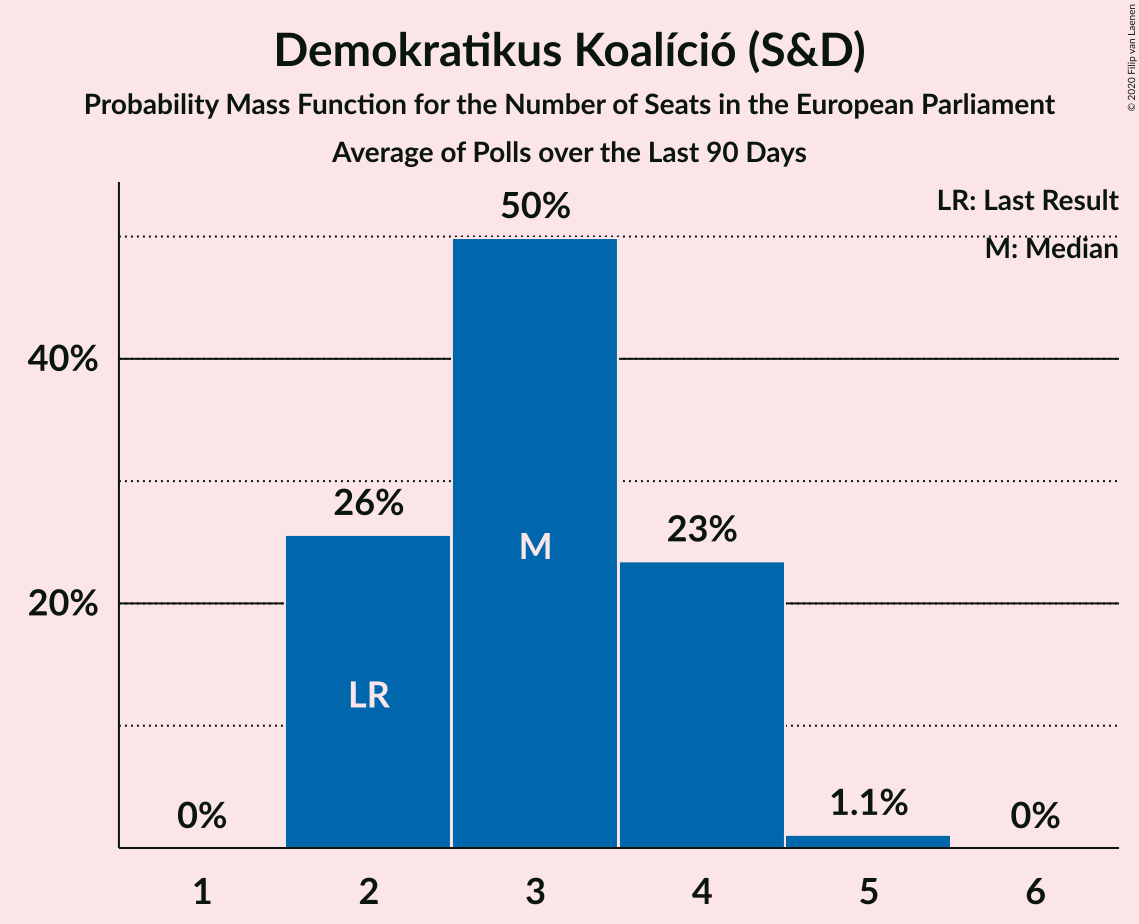 Demokratikus Koalíció (S&D)
Probability Mass Function for the Number of Seats in the European Parliament
Average of Polls over the Last 90 Days
© 2020 Filip van Laenen
LR: Last Result
M: Median
50%
40%
26%
23%
M
20%
LR
0%
1.1%
0%
1 2 3 4 5 6